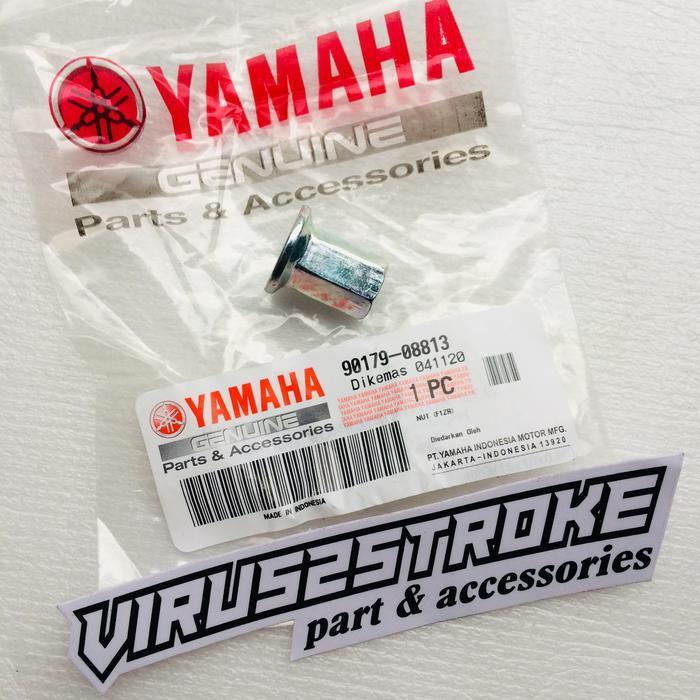 YAMAHA
GENUINE
Parts & Accessories
90179-08813
Dikemas 041120
YAMAHA
1 PC
GENUINE
Parts & Accessories
NUT (F1ZR)
Diedarkan Oleh
PT.YAMAHA INDONESIA MOTOR MFG.
JAKARTA-INDONESIA 13920
MADE IN INDONESIA
VIRUS2STROKE
part & accessories